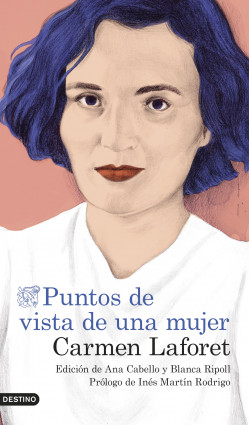 Puntos de
vista de una mujer
Carmen Laforet
Edición de Ana Cabello y Blanca Ripoll
Prólogo de Inés Martín Rodrigo
DESTINO